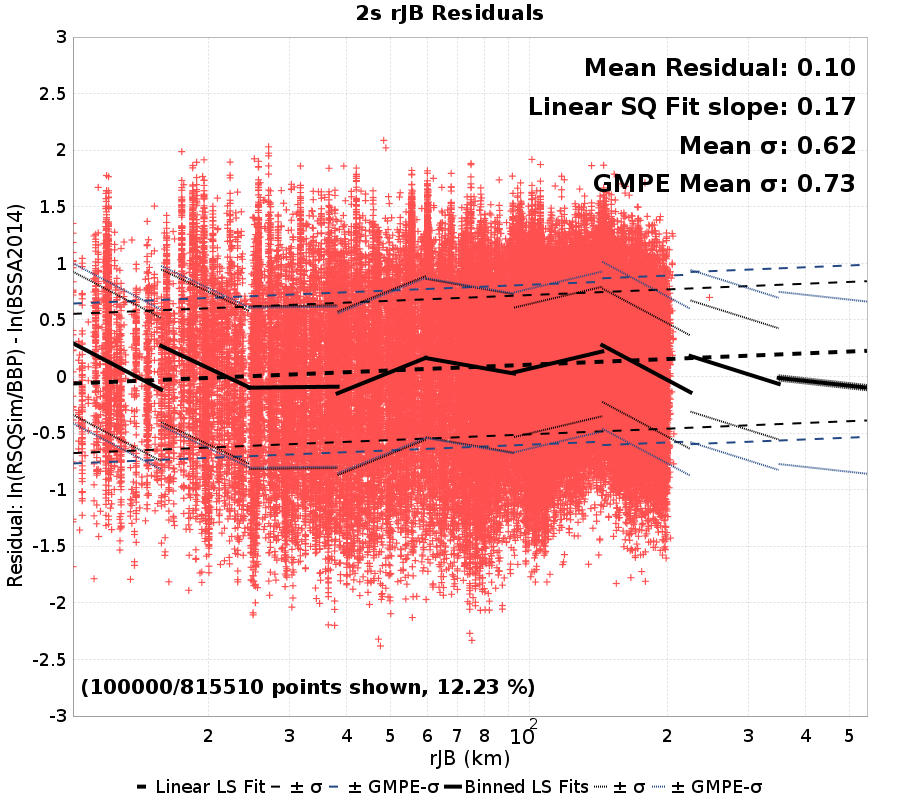 2s rJB Residuals
Mean Residual: 0.10
Linear SQ Fit slope: 0.17
Mean σ: 0.62
GMPE Mean σ: 0.73
3
2.5
2
1.5
1
0.5
0
-0.5
-1
-1.5
-2
-2.5
-3
Residual: ln(RSQSim/BBP) - ln(BSSA2014)
(100000/815510 points shown, 12.23 %)
2 3 4 5 6 7 8 10² 2 3 4 5
rJB (km)
Linear LS Fit ± σ ± GMPE-σ Binned LS Fits ± σ ± GMPE-σ